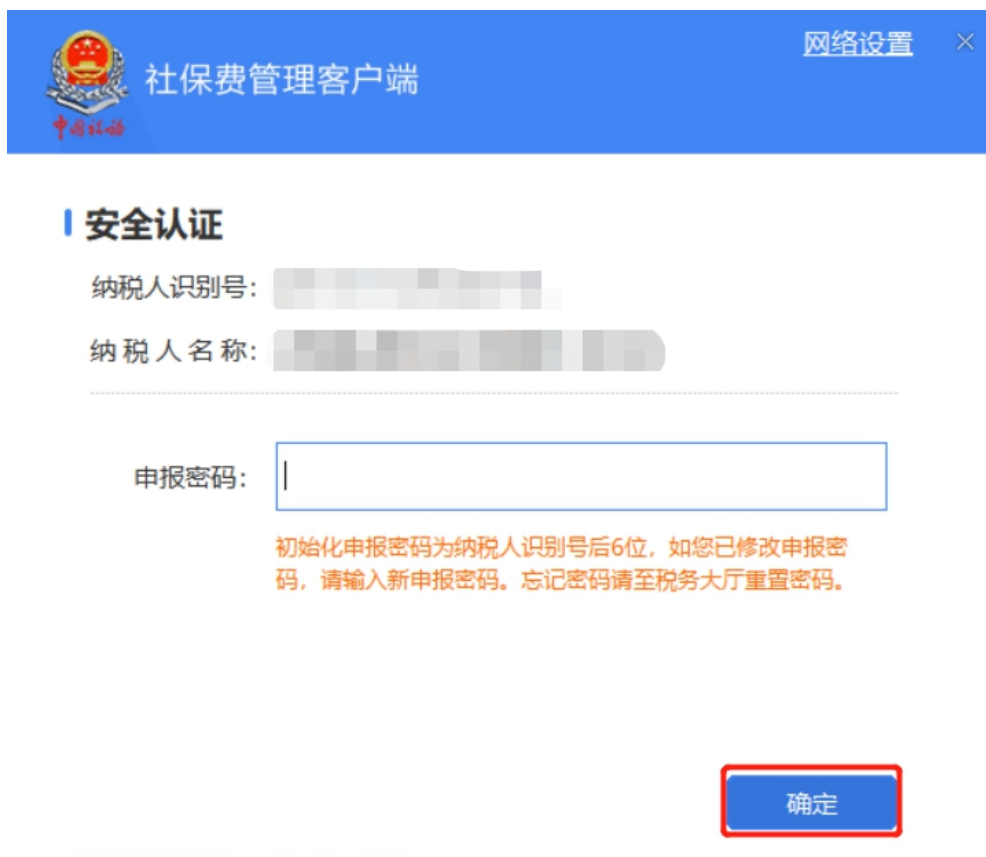 网络设置
社保费管理客户端
中国税务
安全认证
纳税人识别号：
纳税人名称：
申报密码：
初始化申报密码为纳税人识别号后6位，如您已修改申报密
码，请输入新申报密码。忘记密码请至税务大厅重置密码。
确定